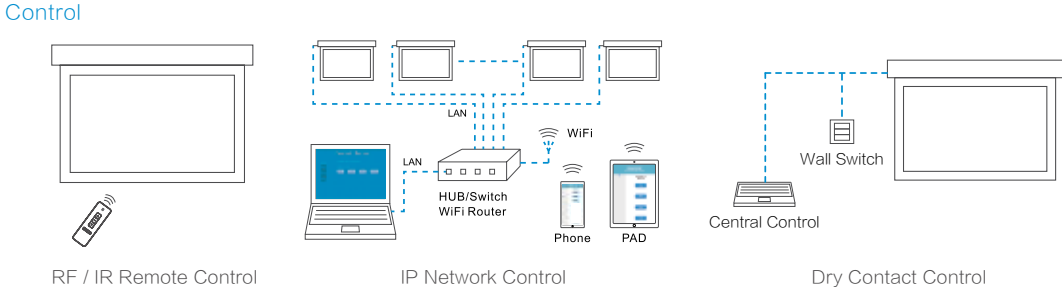 Control
LAN
WiFi
LAN
HUB/Switch
WiFi Router
Phone
PAD
Wall Switch
Central Control
RF / IR Remote Control
IP Network Control
Dry Contact Control